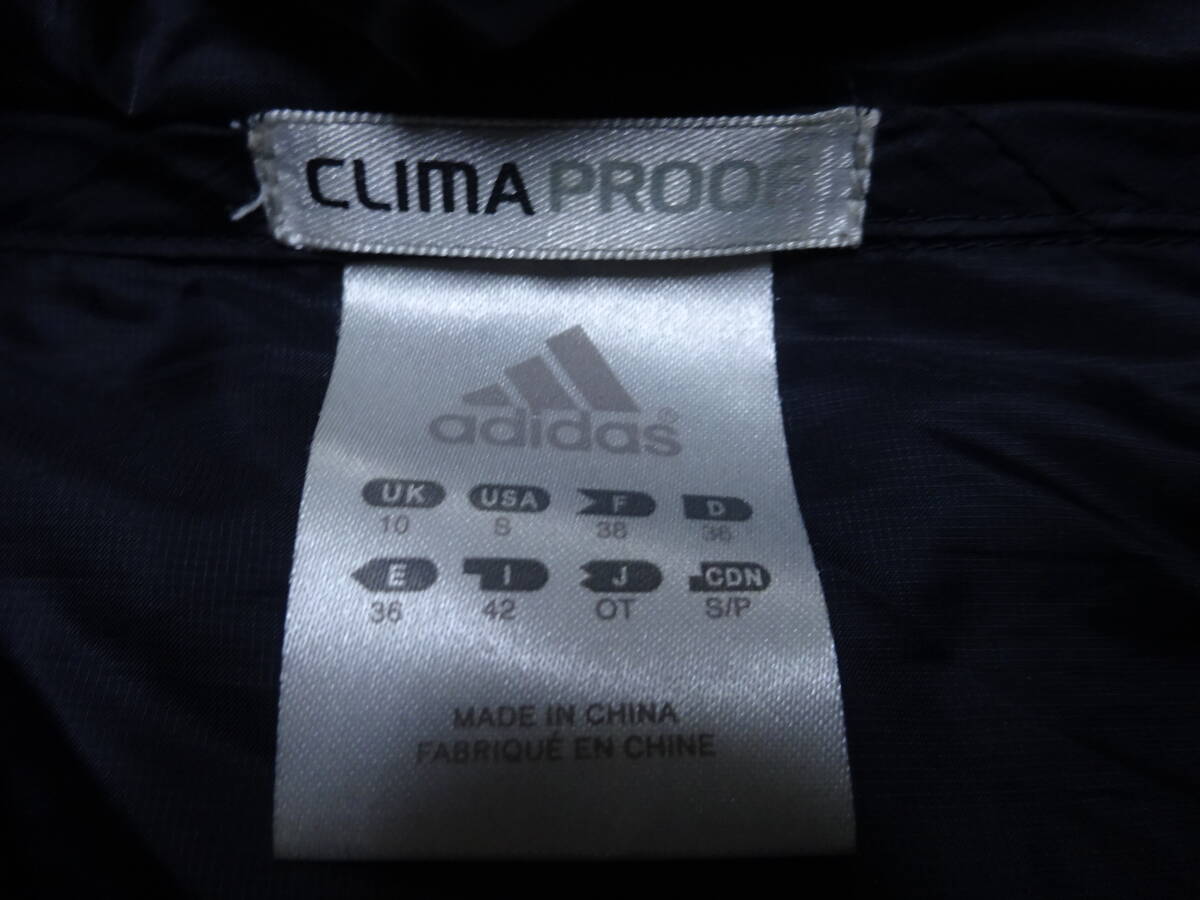 CLIMAPROOF
adidas®
UK USA F D
10 S 38 36
E I J CDN
36 42 OT S/P
MADE IN CHINA
FABRIQUÉ EN CHINE